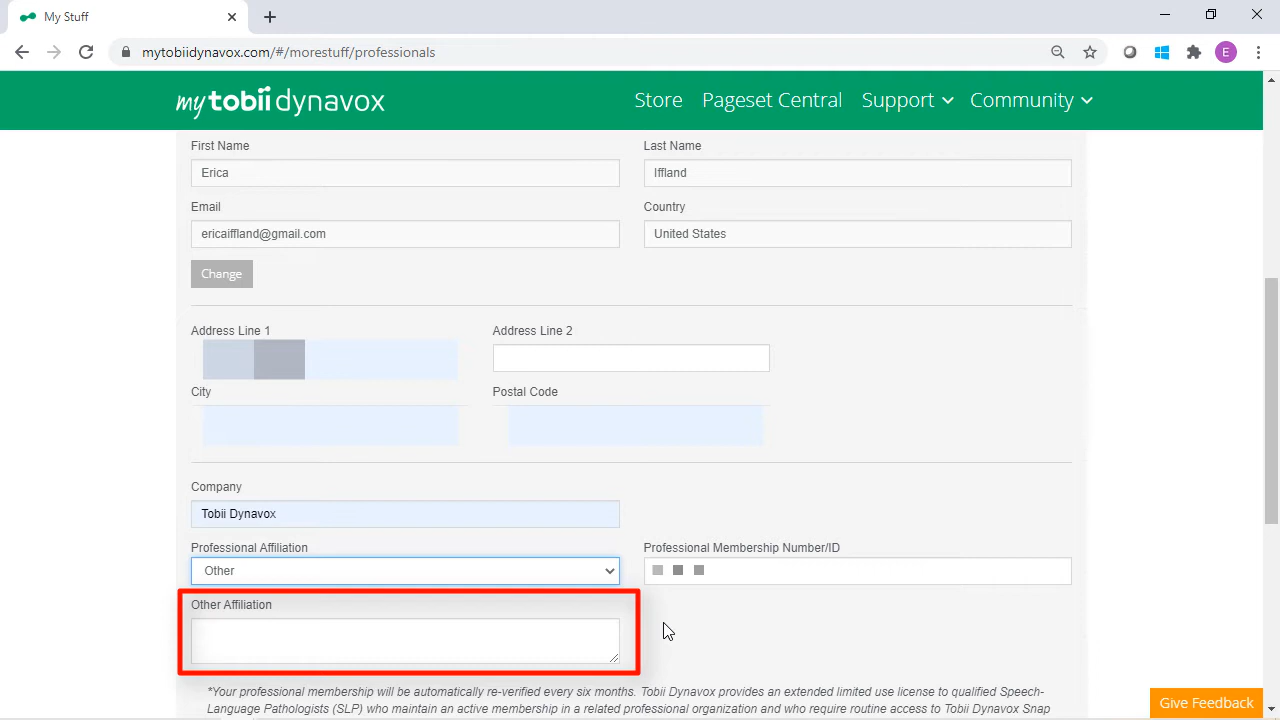 My Stuff
mytobiidynavox.com/#/morestuff/professionals
E
my tobii dynavox
Store Pageset Central Support Community
First Name Last Name
Erica Iffland
Email Country
ericaiffland@gmail.com United States
Change
Address Line 1 Address Line 2
City Postal Code
Company
Tobii Dynavox
Professional Affiliation Professional Membership Number/ID
Other
Other Affiliation
*Your professional membership will be automatically re-verified every six months. Tobii Dynavox provides an extended limited use license to qualified Speech-
Language Pathologists (SLP) who maintain an active membership in a related professional organization and who require routine access to Tobii Dynavox Snap
Give Feedback